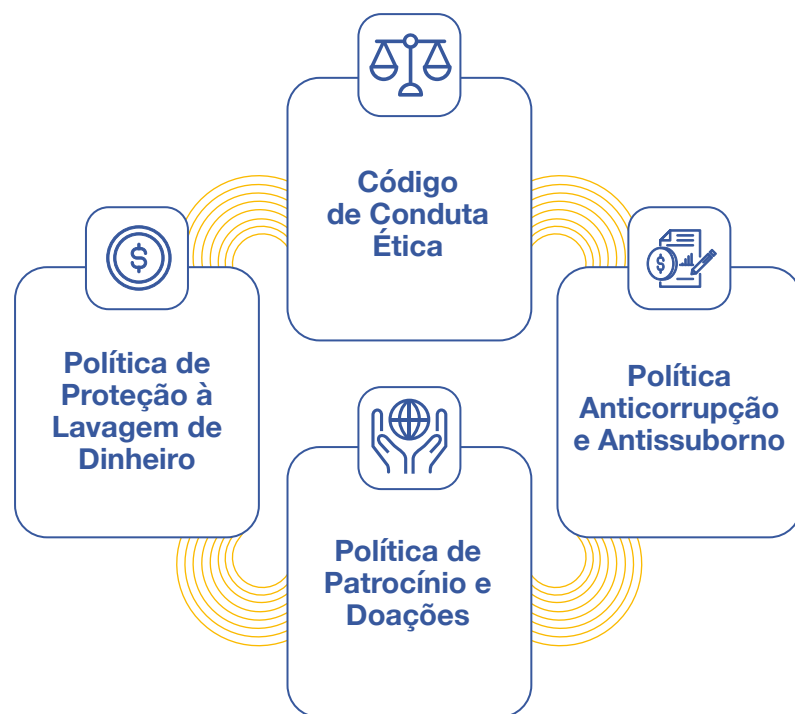 Código
de Conduta
Ética
Política de
Proteção à
Lavagem de
Dinheiro
Política
Anticorrupção
e Antissuborno
Política de
Patrocínio e
Doações
$
$